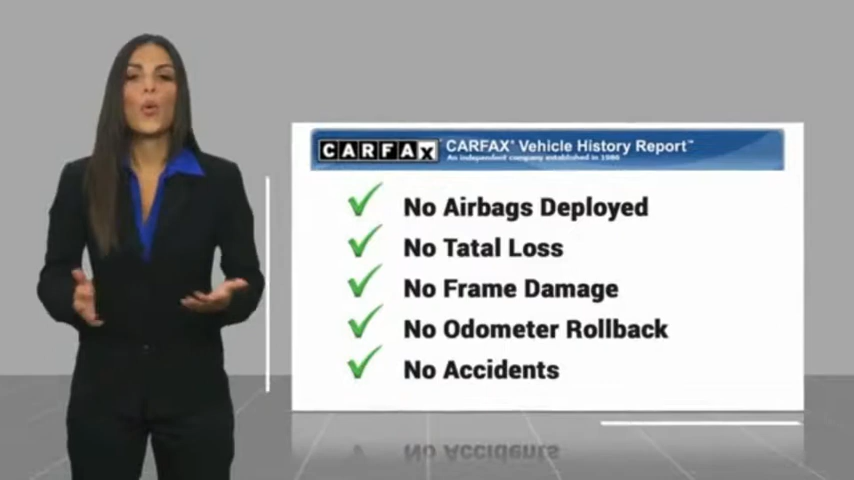 CARFAX CARFAX® Vehicle History Report™
An independent company established in 1986
No Airbags Deployed
No Tatal Loss
No Frame Damage
No Odometer Rollback
No Accidents
No Accidents